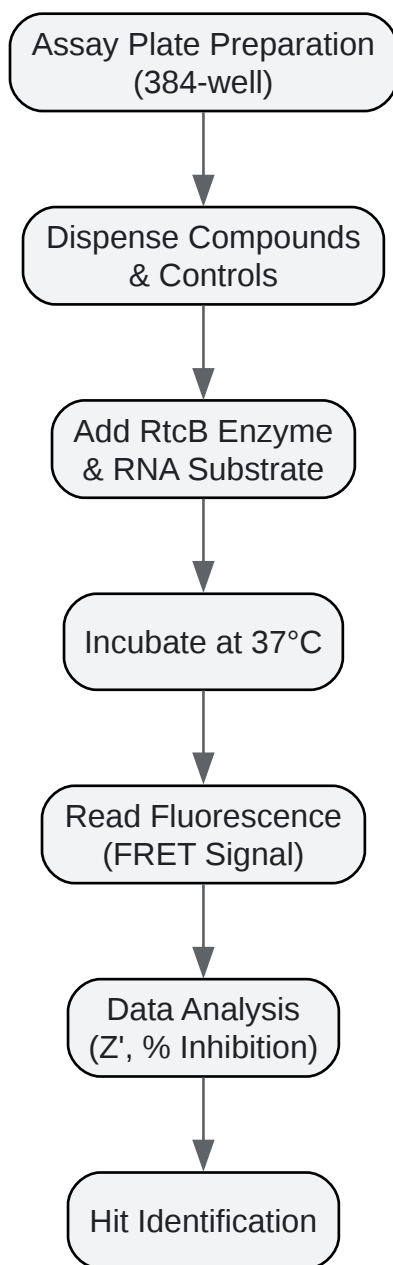 Assay Plate Preparation
(384-well)
Dispense Compounds
& Controls
Add RtcB Enzyme
& RNA Substrate
Incubate at 37°C
Read Fluorescence
(FRET Signal)
Data Analysis
(Z', % Inhibition)
Hit Identification